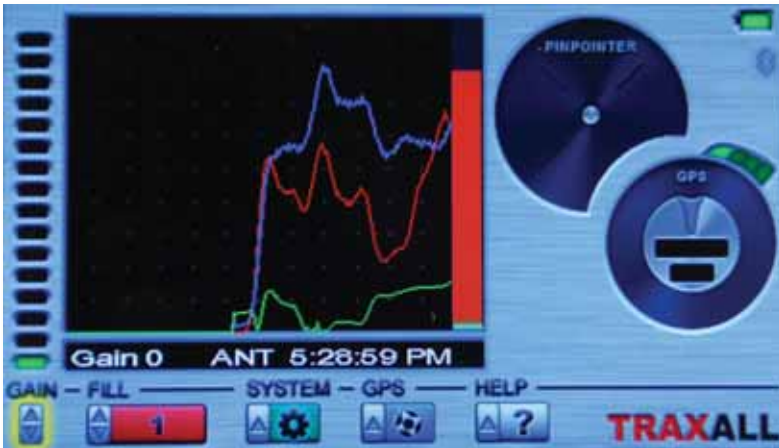 PINPOINTER
GPS
Gain 0 ANT 5:28:59 PM
GAIN FILL SYSTEM GPS HELP
1 ?
TRAXALL